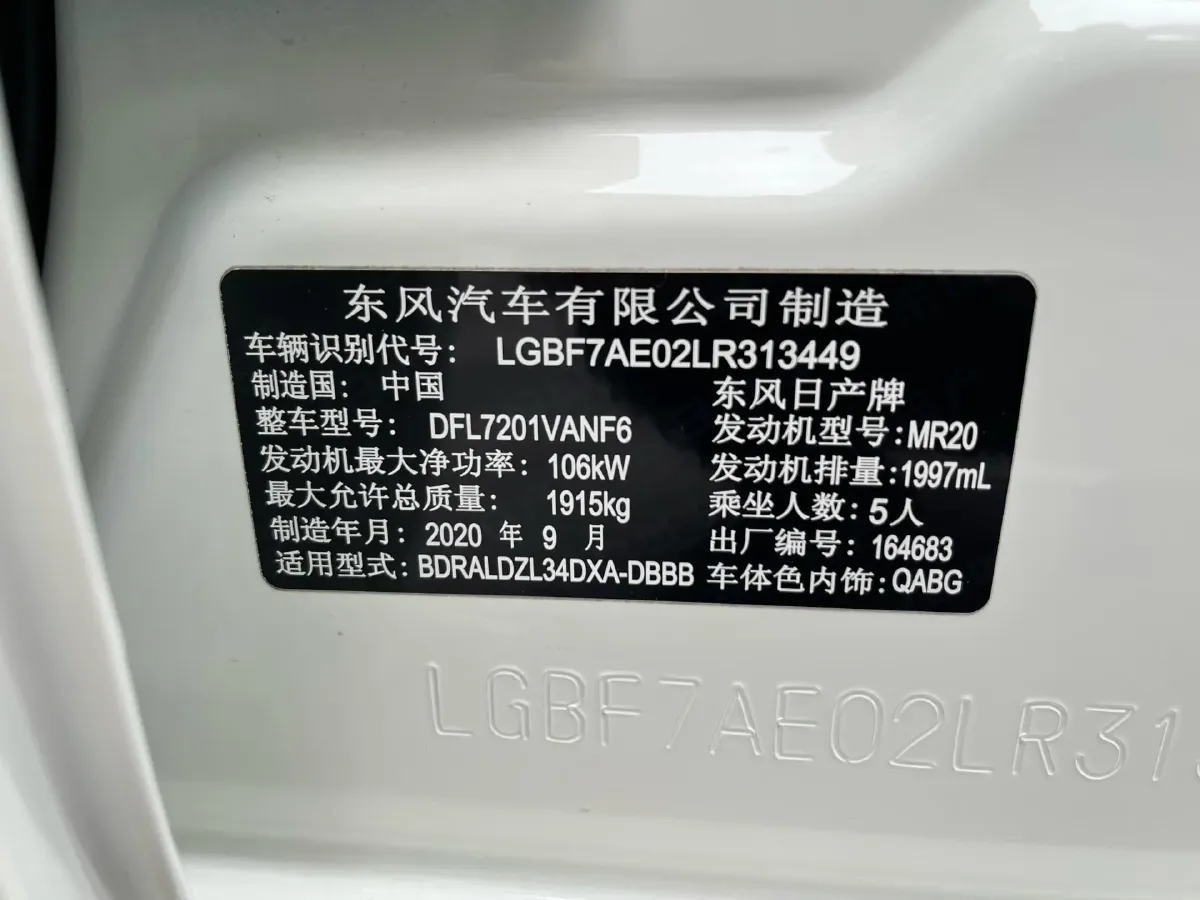 东风汽车有限公司制造
车辆识别代号： LGBF7AE02LR313449
制造国： 中国 东风日产牌
整车型号： DFL7201VANF6 发动机型号:MR20
发动机最大净功率: 106kW 发动机排量:1997mL
最大允许总质量: 1915kg 乘坐人数: 5人
制造年月: 2020 年 9 月 出厂编号: 164683
适用型式: BDRALDZL34DXA-DBBB 车体色内饰:QABG
LGBF7AE02LR313